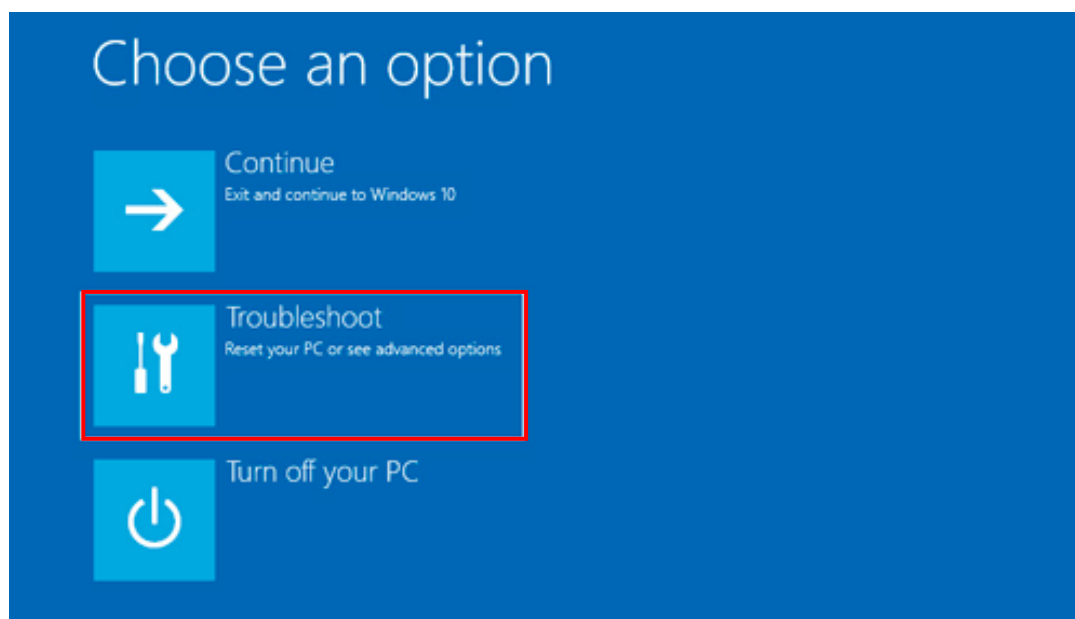 Choose an option
Continue
Exit and continue to Windows 10
Troubleshoot
Reset your PC or see advanced options
Turn off your PC